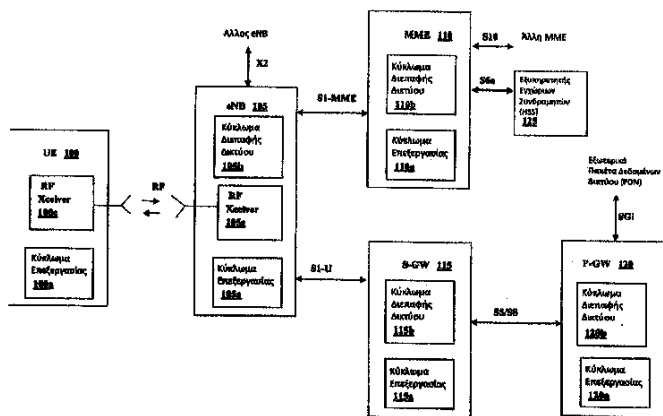 Άλλος eNB
X2
MME 110
Κύκλωμα
Διεπαφής
Δικτύου
110b
Κύκλωμα
Επεξεργασίας
110a
S10
Άλλη MME
S6a
Εξυπηρετητής
Εγχώριων
Συνδρομητών
(HSS)
125
S1-MME
eNB 105
Κύκλωμα
Διεπαφής
Δικτύου
105b
RF
Xceiver
105c
Κύκλωμα
Επεξεργασίας
105a
UE 100
RF
Xceiver
100c
Κύκλωμα
Επεξεργασίας
100a
RF
S1-U
S-GW 115
Κύκλωμα
Διεπαφής
Δικτύου
115b
Κύκλωμα
Επεξεργασίας
115a
S5/S8
Εξωτερικά
Πακέτα Δεδομένων
Δικτύου (PDN)
SGi
P-GW 120
Κύκλωμα
Διεπαφής
Δικτύου
120b
Κύκλωμα
Επεξεργασίας
120a